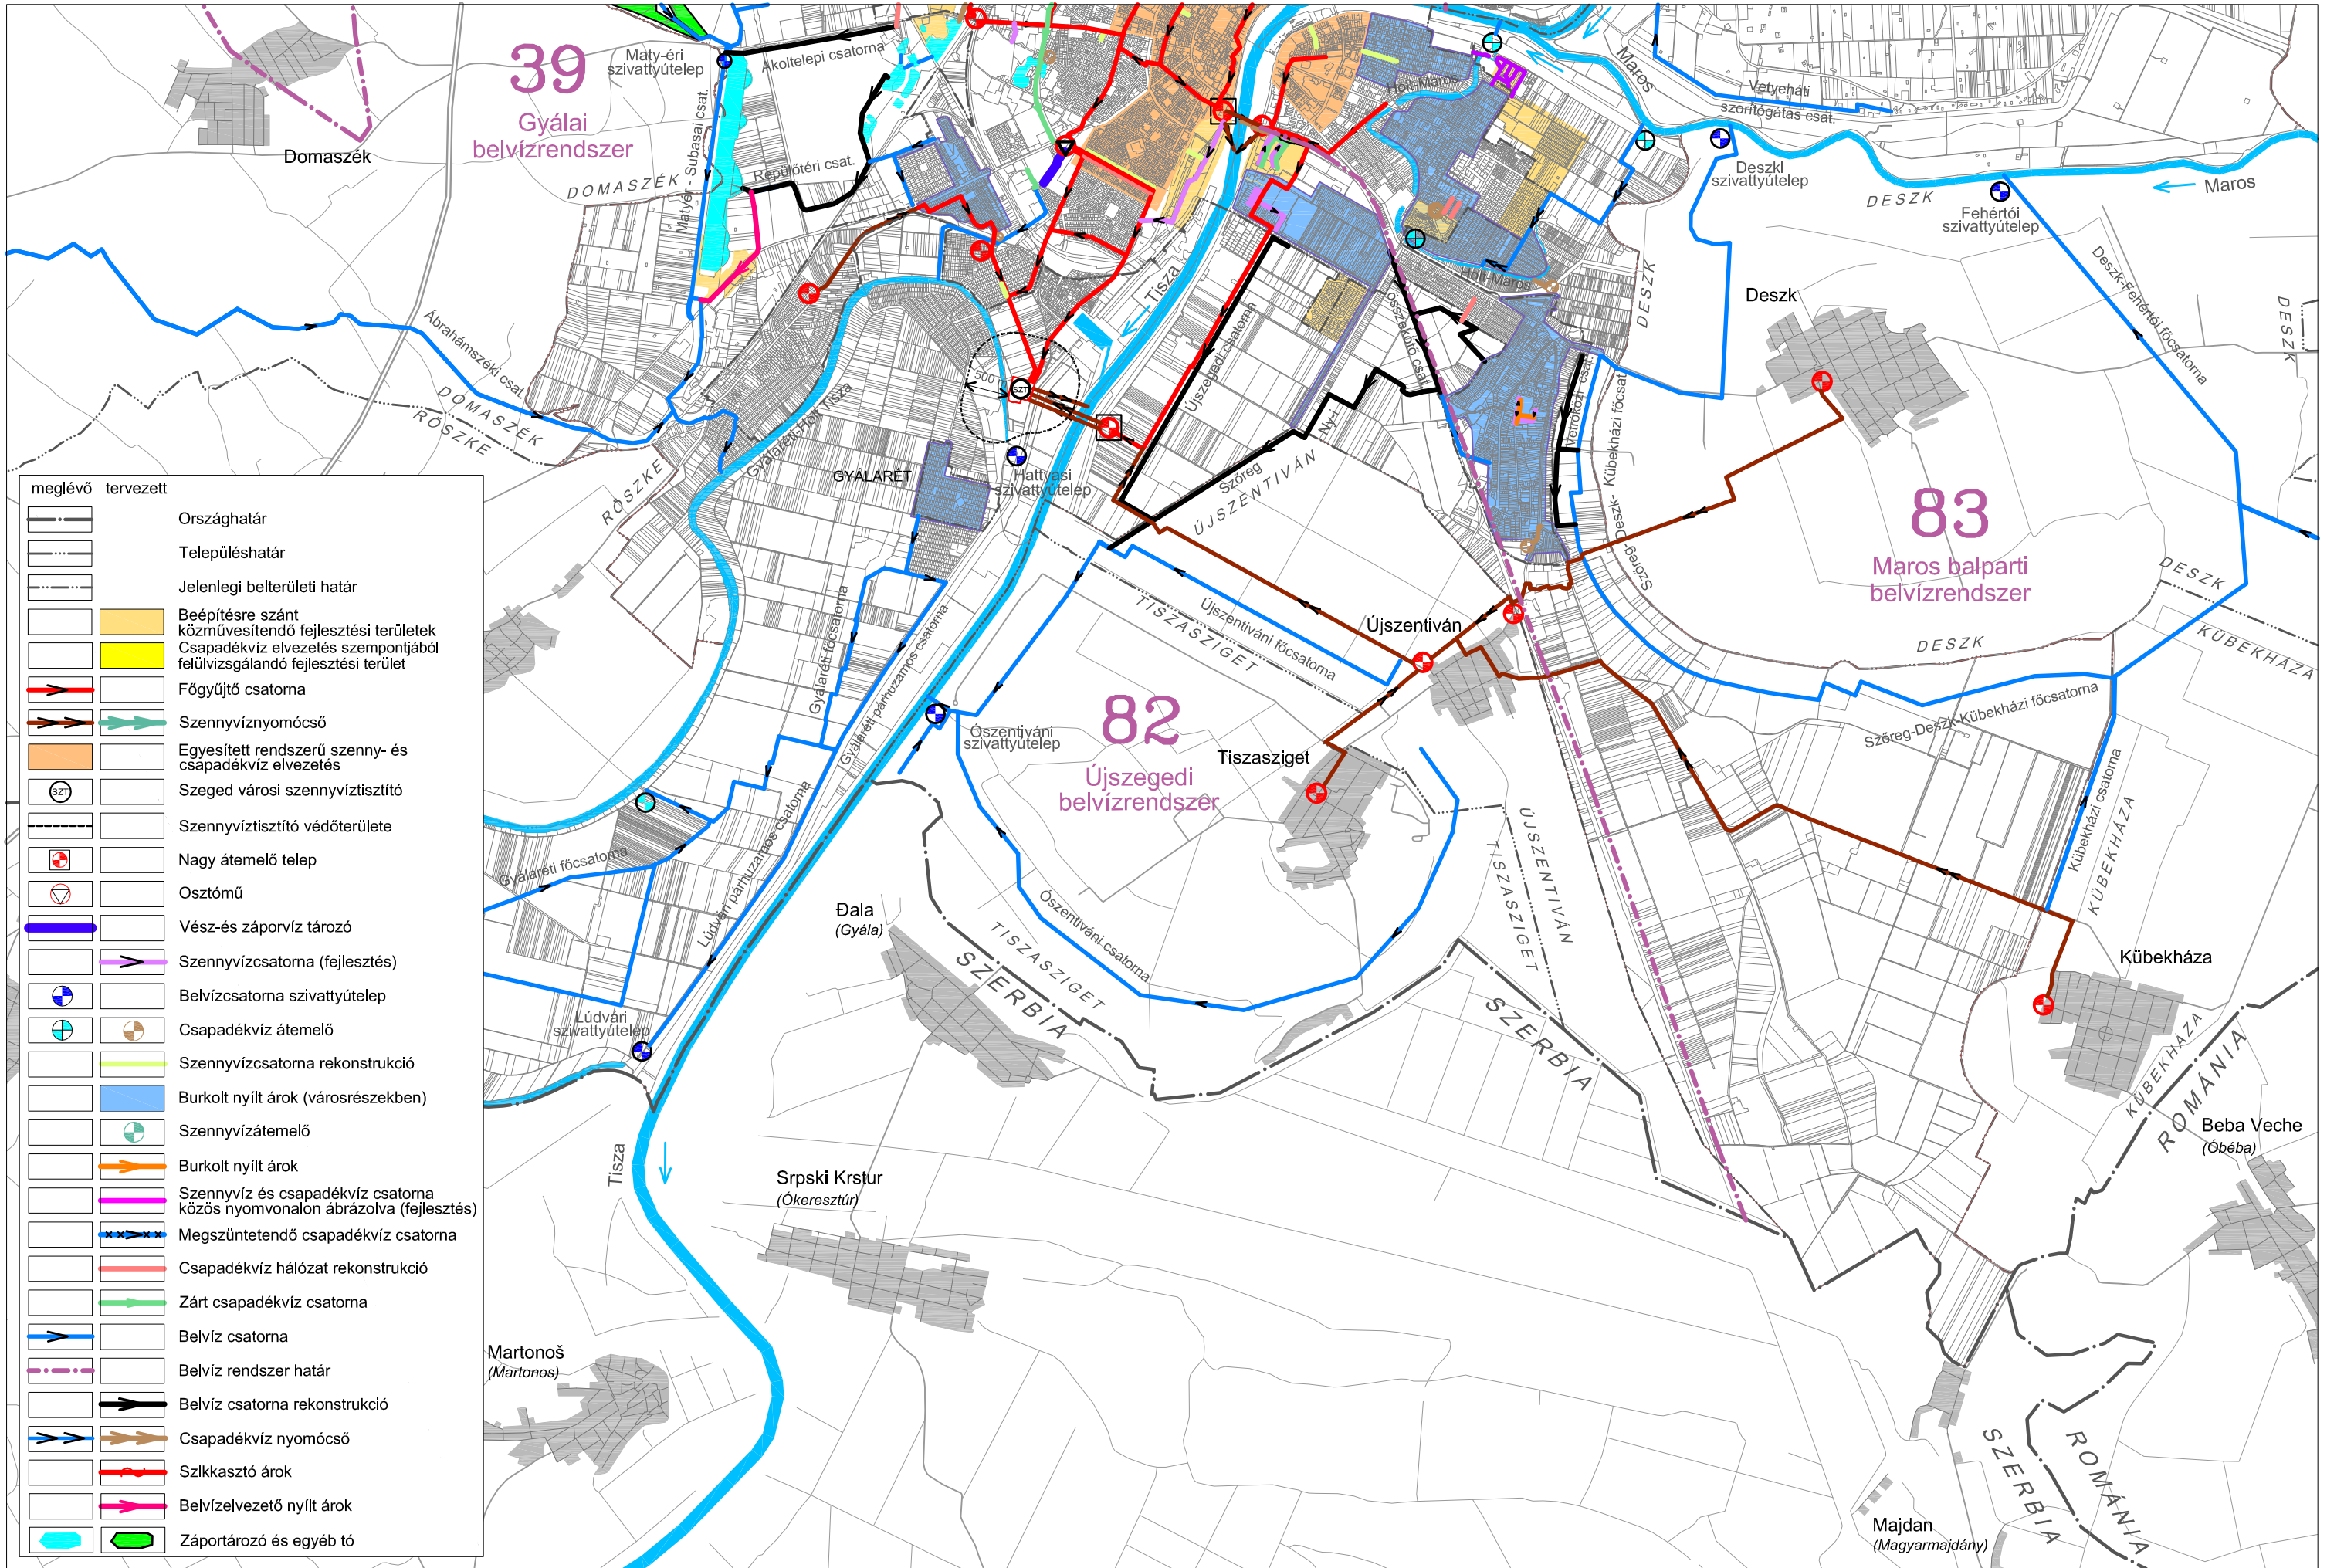 39
Gyálai
belvízrendszer
Domaszék
Maty-éri
szivattyútelep
Akoltelepi csatorna
DOMASZÉK
Matyér - Subasai csat.
Repülőtéri csat.
Holt-Maros
Maros
Vetyeháti
szorítógátas csat.
Deszki
szivattyútelep
DESZK
Maros
Fehértói
szivattyútelep
Tisza
Holt-Maros
DESZK
Deszk
Deszk-Fehértói főcsatorna
DESZK
Ábrahámszéki csat.
DOMASZÉK
RÖSZKE
Gyálaréti-Holt Tisza
500 m
SZT
Újszegedi csatorna
Összekötő csat.
Ny-i
Vetröközi csat.
Szőreg-Deszk- Kübekházi főcsat.
GYÁLARÉT
Hattyasi
szivattyútelep
RÖSZKE
Szőreg
ÚJSZENTIVÁN
83
Maros balparti
belvízrendszer
DESZK
KÜBEKHÁZA
DESZK
TISZASZIGET
Újszentiváni főcsatorna
Újszentiván
Gyálaréti főcsatorna
Gyálaréti párhuzamos csatorna
82
Újszegedi
belvízrendszer
Ószentiváni
szivattyútelep
Tiszasziget
Szőreg-Deszk-Kübekházi főcsatorna
Kübekházi csatorna
KÜBEKHÁZA
ÚJSZENTIVÁN
TISZASZIGET
Gyálaréti főcsatorna
Lúdvári párhuzamos csatorna
Đala
(Gyála)
Ószentiváni csatorna
TISZASZIGET
SZERBIA
SZERBIA
Kübekháza
Lúdvári
szivattyútelep
KÜBEKHÁZA
ROMÁNIA
Beba Veche
(Óbéba)
Tisza
Srpski Krstur
(Ókeresztúr)
Martonoš
(Martonos)
Majdan
(Magyarmajdány)
SZERBIA
ROMÁNIA
meglévő tervezett
Országhatár
Településhatár
Jelenlegi belterületi határ
Beépítésre szánt
közművesítendő fejlesztési területek
Csapadékvíz elvezetés szempontjából
felülvizsgálandó fejlesztési terület
Főgyűjtő csatorna
Szennyvíznyomócső
Egyesített rendszerű szenny- és
csapadékvíz elvezetés
SZT
Szeged városi szennyvíztisztító
Szennyvíztisztító védőterülete
Nagy átemelő telep
Osztómű
Vész-és záporvíz tározó
Szennyvízcsatorna (fejlesztés)
Belvízcsatorna szivattyútelep
Csapadékvíz átemelő
Szennyvízcsatorna rekonstrukció
Burkolt nyílt árok (városrészekben)
Szennyvízátemelő
Burkolt nyílt árok
Szennyvíz és csapadékvíz csatorna
közös nyomvonalon ábrázolva (fejlesztés)
Megszüntetendő csapadékvíz csatorna
Csapadékvíz hálózat rekonstrukció
Zárt csapadékvíz csatorna
Belvíz csatorna
Belvíz rendszer határ
Belvíz csatorna rekonstrukció
Csapadékvíz nyomócső
Szikkasztó árok
Belvízelvezető nyílt árok
Záportározó és egyéb tó